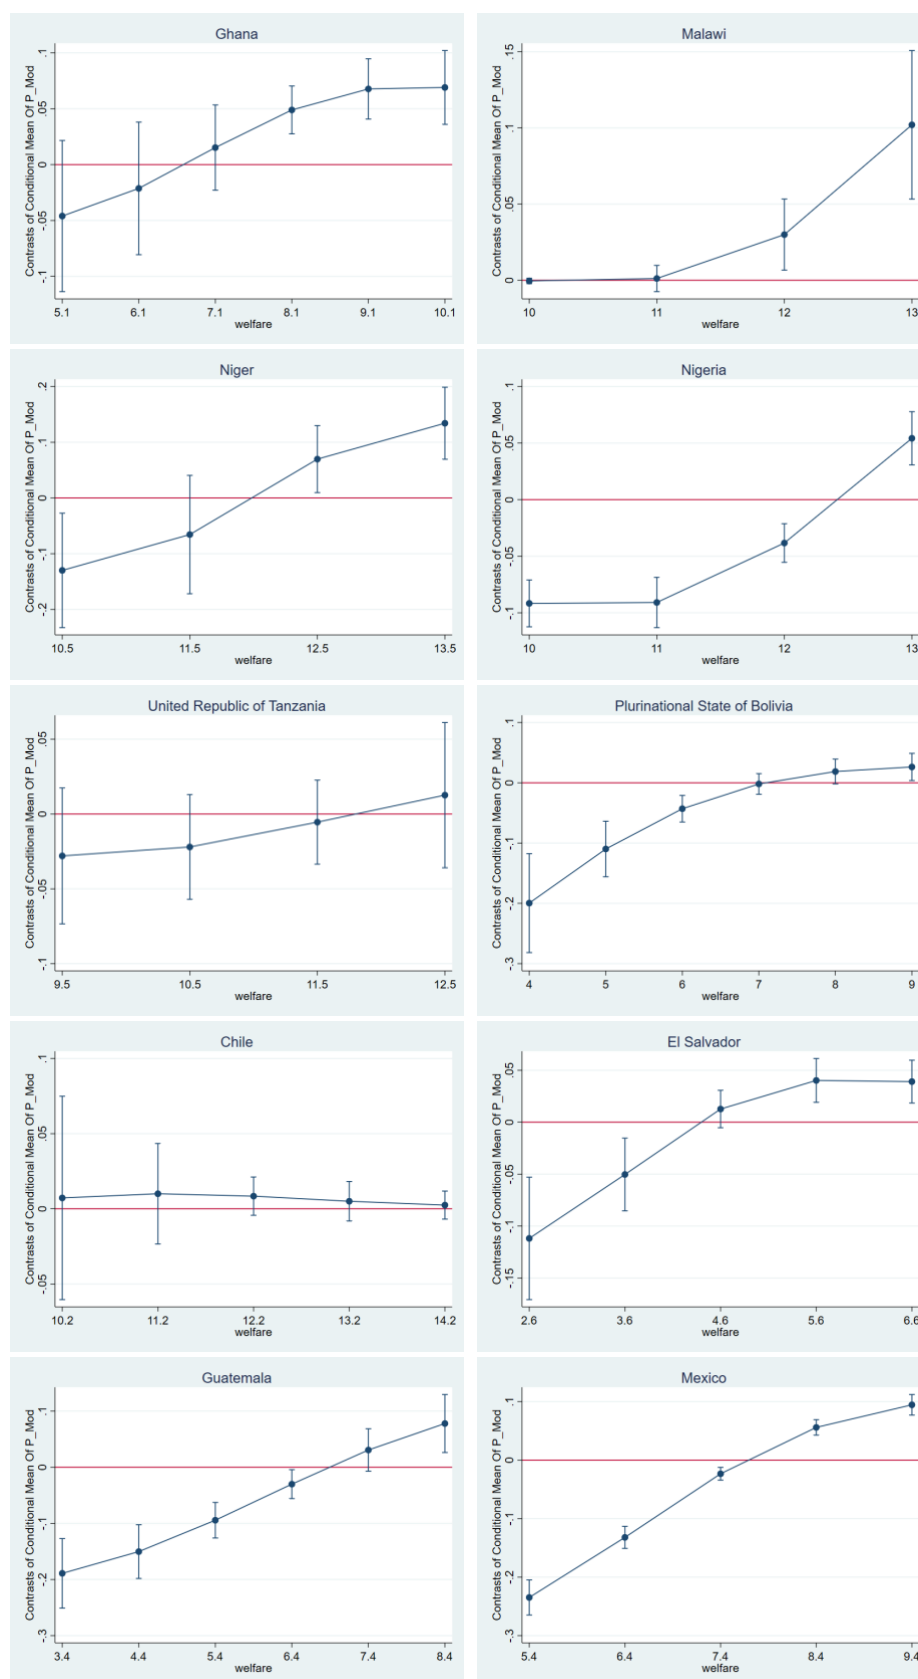 Ghana
Contrasts of Conditional Mean Of P_Mod
.1
.05
0
-.05
-.1
5.1 6.1 7.1 8.1 9.1 10.1
welfare
Malawi
Contrasts of Conditional Mean Of P_Mod
.15
.1
.05
0
10 11 12 13
welfare
Niger
Contrasts of Conditional Mean Of P_Mod
.2
.1
0
-.1
-.2
10.5 11.5 12.5 13.5
welfare
Nigeria
Contrasts of Conditional Mean Of P_Mod
.1
.05
0
-.05
-.1
10 11 12 13
welfare
United Republic of Tanzania
Contrasts of Conditional Mean Of P_Mod
.05
0
-.05
-.1
9.5 10.5 11.5 12.5
welfare
Plurinational State of Bolivia
Contrasts of Conditional Mean Of P_Mod
.1
0
-.1
-.2
-.3
4 5 6 7 8 9
welfare
Chile
Contrasts of Conditional Mean Of P_Mod
.1
.05
0
-.05
10.2 11.2 12.2 13.2 14.2
welfare
El Salvador
Contrasts of Conditional Mean Of P_Mod
.05
0
-.05
-.1
-.15
2.6 3.6 4.6 5.6 6.6
welfare
Guatemala
Contrasts of Conditional Mean Of P_Mod
.1
0
-.1
-.2
-.3
3.4 4.4 5.4 6.4 7.4 8.4
welfare
Mexico
Contrasts of Conditional Mean Of P_Mod
.1
0
-.1
-.2
-.3
5.4 6.4 7.4 8.4 9.4
welfare